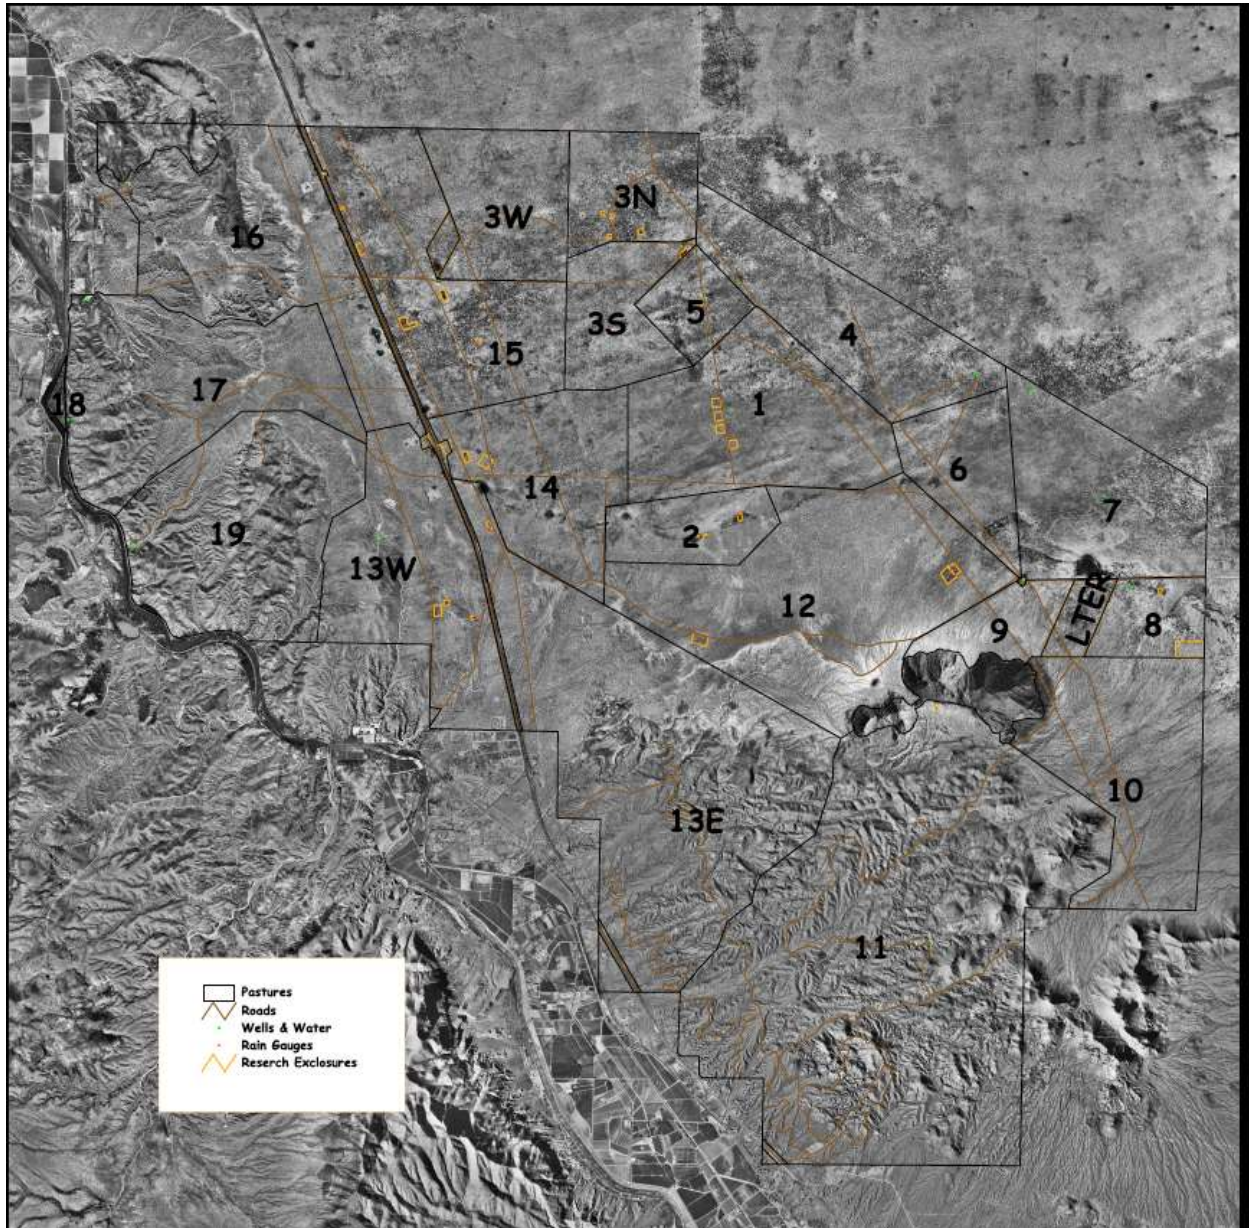 3N
3W
16
5
4
3S
15
17
1
18
6
14
7
19
2
13W
12
LTER
9
8
10
13E
11
Pastures
Roads
Wells & Water
Rain Gauges
Reserch Exclosures